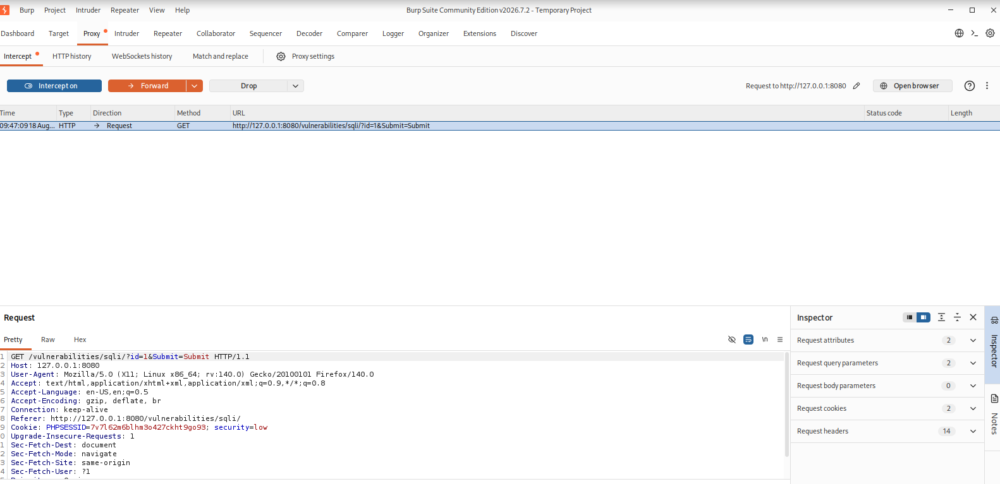 Burp Project Intruder Repeater View Help Burp Suite Community Edition v2026.7.2 - Temporary Project
Dashboard Target Proxy Intruder Repeater Collaborator Sequencer Decoder Comparer Logger Organizer Extensions Discover
Intercept HTTP history WebSockets history Match and replace Proxy settings
Intercept on Forward Drop Request to http://127.0.0.1:8080 Open browser
Time Type Direction Method URL Status code Length
09:47:09 18 Aug... HTTP Request GET http://127.0.0.1:8080/vulnerabilities/sqli/?id=1&Submit=Submit
Request
Pretty Raw Hex \n
1 GET /vulnerabilities/sqli/?id=1&Submit=Submit HTTP/1.1
2 Host: 127.0.0.1:8080
3 User-Agent: Mozilla/5.0 (X11; Linux x86_64; rv:140.0) Gecko/20100101 Firefox/140.0
4 Accept: text/html,application/xhtml+xml,application/xml;q=0.9,*/*;q=0.8
5 Accept-Language: en-US,en;q=0.5
6 Accept-Encoding: gzip, deflate, br
7 Connection: keep-alive
8 Referer: http://127.0.0.1:8080/vulnerabilities/sqli/
9 Cookie: PHPSESSID=7v7l62m6blhm3o427ckht9go93; security=low
0 Upgrade-Insecure-Requests: 1
1 Sec-Fetch-Dest: document
2 Sec-Fetch-Mode: navigate
3 Sec-Fetch-Site: same-origin
4 Sec-Fetch-User: ?1
Inspector
Request attributes 2
Request query parameters 2
Request body parameters 0
Request cookies 2
Request headers 14
Inspector
Notes